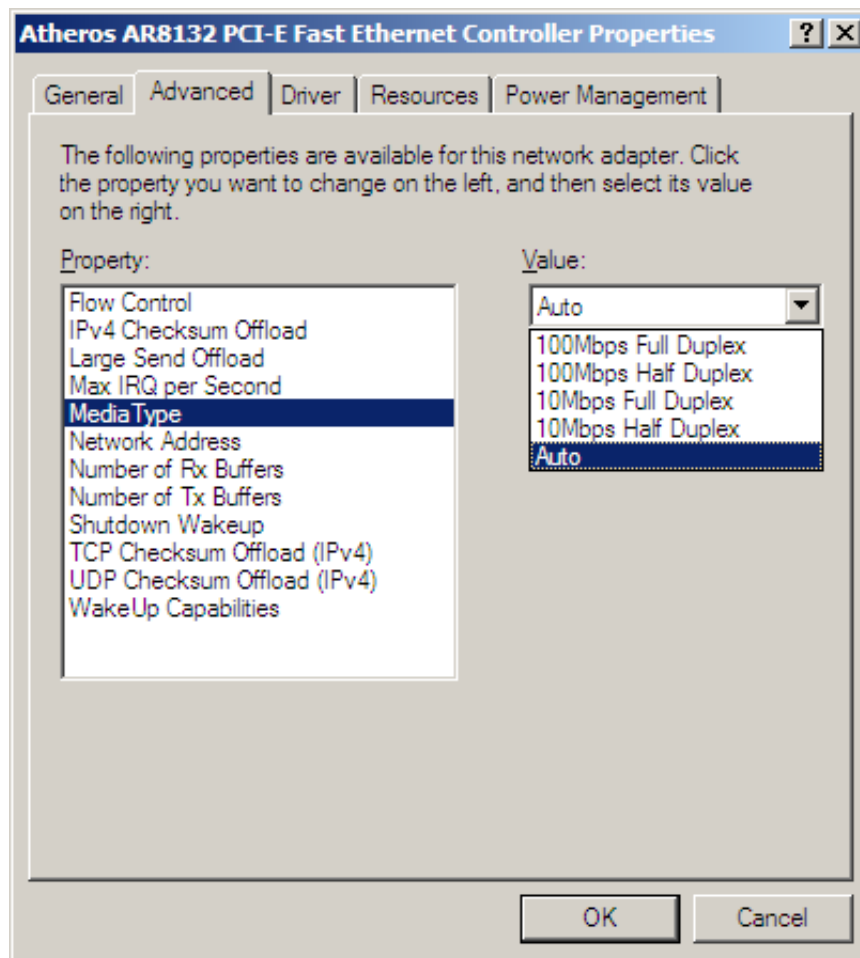 Atheros AR8132 PCI-E Fast Ethernet Controller Properties
General Advanced Driver Resources Power Management
The following properties are available for this network adapter. Click
the property you want to change on the left, and then select its value
on the right.
Property:
Flow Control
IPv4 Checksum Offload
Large Send Offload
Max IRQ per Second
MediaType
Network Address
Number of Rx Buffers
Number of Tx Buffers
Shutdown Wakeup
TCP Checksum Offload (IPv4)
UDP Checksum Offload (IPv4)
WakeUp Capabilities
Value:
Auto
100Mbps Full Duplex
100Mbps Half Duplex
10Mbps Full Duplex
10Mbps Half Duplex
Auto
OK Cancel